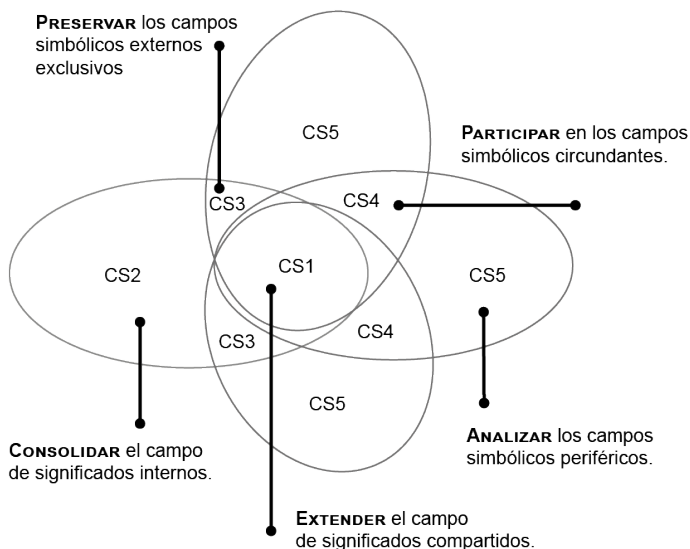 PRESERVAR los campos
simbólicos externos
exclusivos
CS5
PARTICIPAR en los campos
simbólicos circundantes.
CS3
CS4
CS2
CS1
CS5
CS3
CS4
CS5
CONSOLIDAR el campo
de significados internos.
ANALIZAR los campos
simbólicos periféricos.
EXTENDER el campo
de significados compartidos.